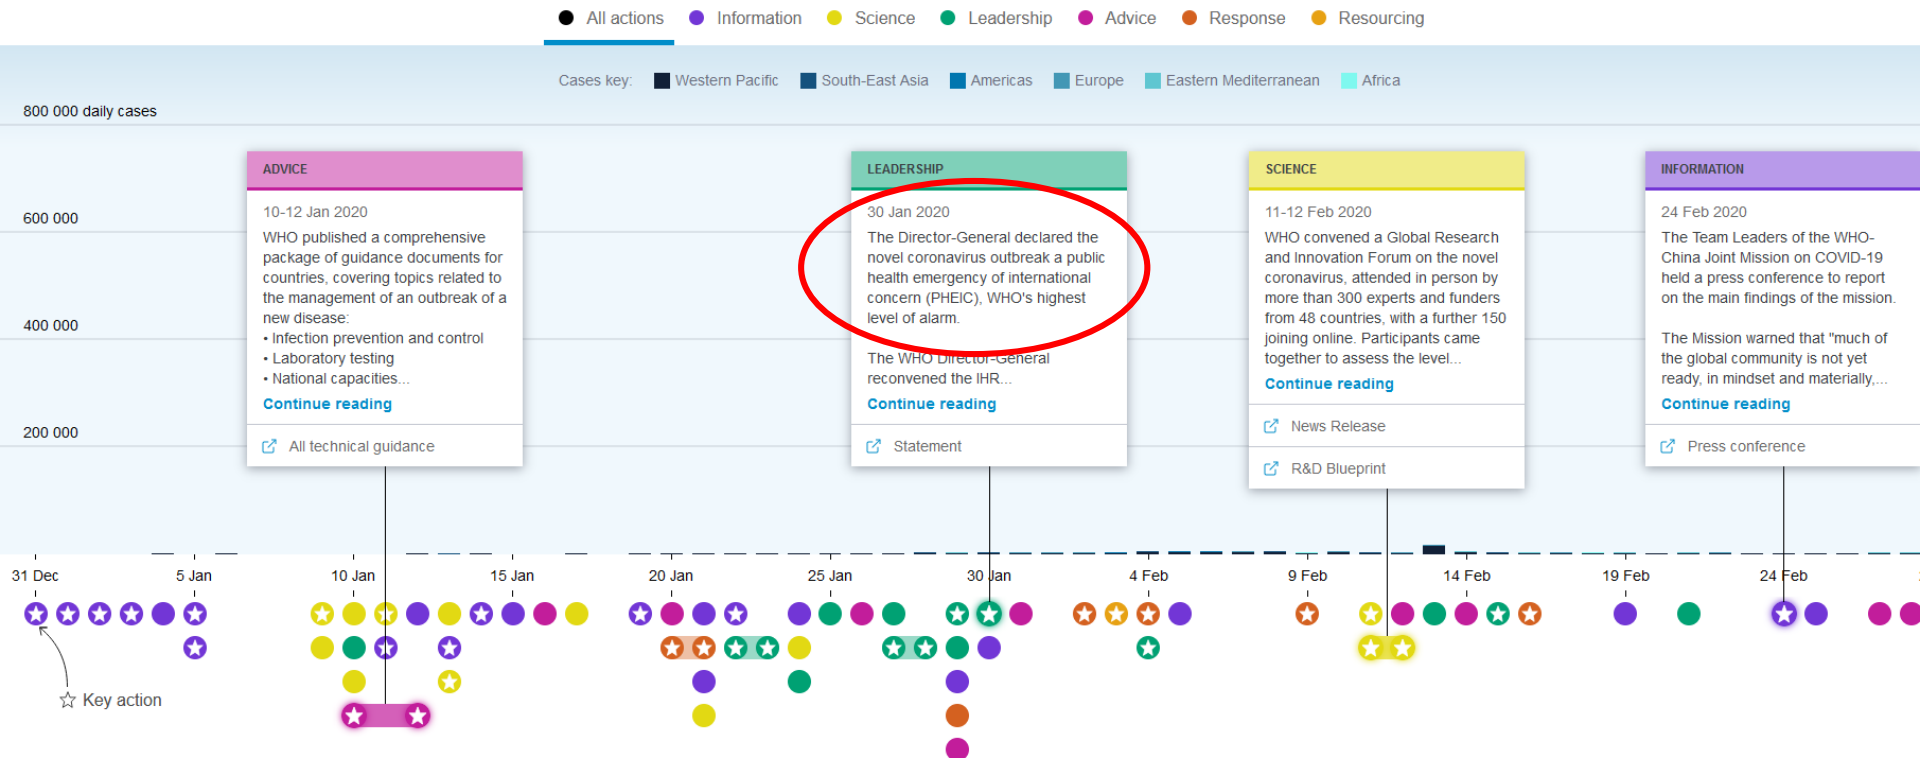 All actions Information Science Leadership Advice Response Resourcing
Cases key: Western Pacific South-East Asia Americas Europe Eastern Mediterranean Africa
800 000 daily cases
600 000
400 000
200 000
ADVICE
10-12 Jan 2020
WHO published a comprehensive
package of guidance documents for
countries, covering topics related to
the management of an outbreak of a
new disease:
• Infection prevention and control
• Laboratory testing
• National capacities...
Continue reading
All technical guidance
LEADERSHIP
30 Jan 2020
The Director-General declared the
novel coronavirus outbreak a public
health emergency of international
concern (PHEIC), WHO's highest
level of alarm.
The WHO Director-General
reconvened the IHR...
Continue reading
Statement
SCIENCE
11-12 Feb 2020
WHO convened a Global Research
and Innovation Forum on the novel
coronavirus, attended in person by
more than 300 experts and funders
from 48 countries, with a further 150
joining online. Participants came
together to assess the level...
Continue reading
News Release
R&D Blueprint
INFORMATION
24 Feb 2020
The Team Leaders of the WHO-
China Joint Mission on COVID-19
held a press conference to report
on the main findings of the mission.
The Mission warned that "much of
the global community is not yet
ready, in mindset and materially,...
Continue reading
Press conference
31 Dec 5 Jan 10 Jan 15 Jan 20 Jan 25 Jan 30 Jan 4 Feb 9 Feb 14 Feb 19 Feb 24 Feb
Key action